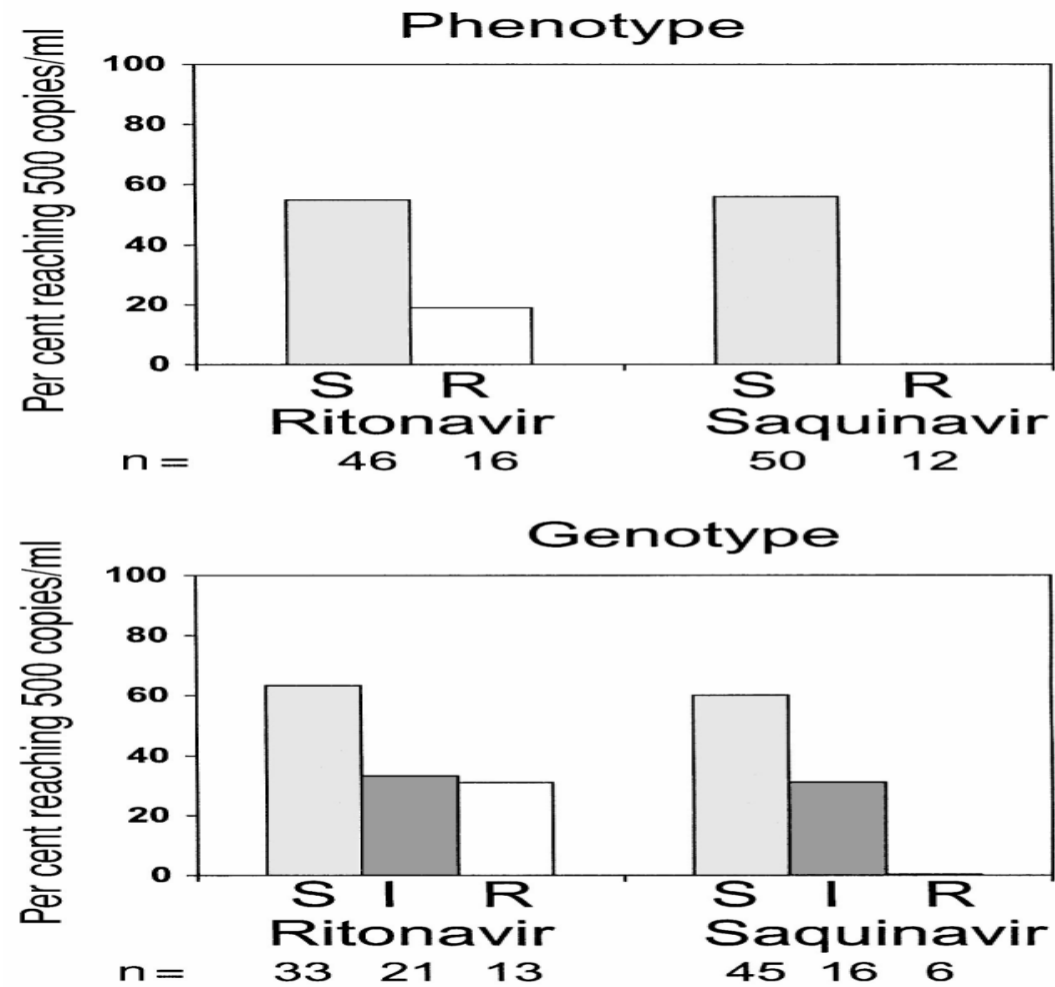 Phenotype
Per cent reaching 500 copies/ml
100
80
60
40
20
0
S R S R
Ritonavir Saquinavir
n = 46 16 50 12
Genotype
Per cent reaching 500 copies/ml
100
80
60
40
20
0
S I R S I R
Ritonavir Saquinavir
n = 33 21 13 45 16 6